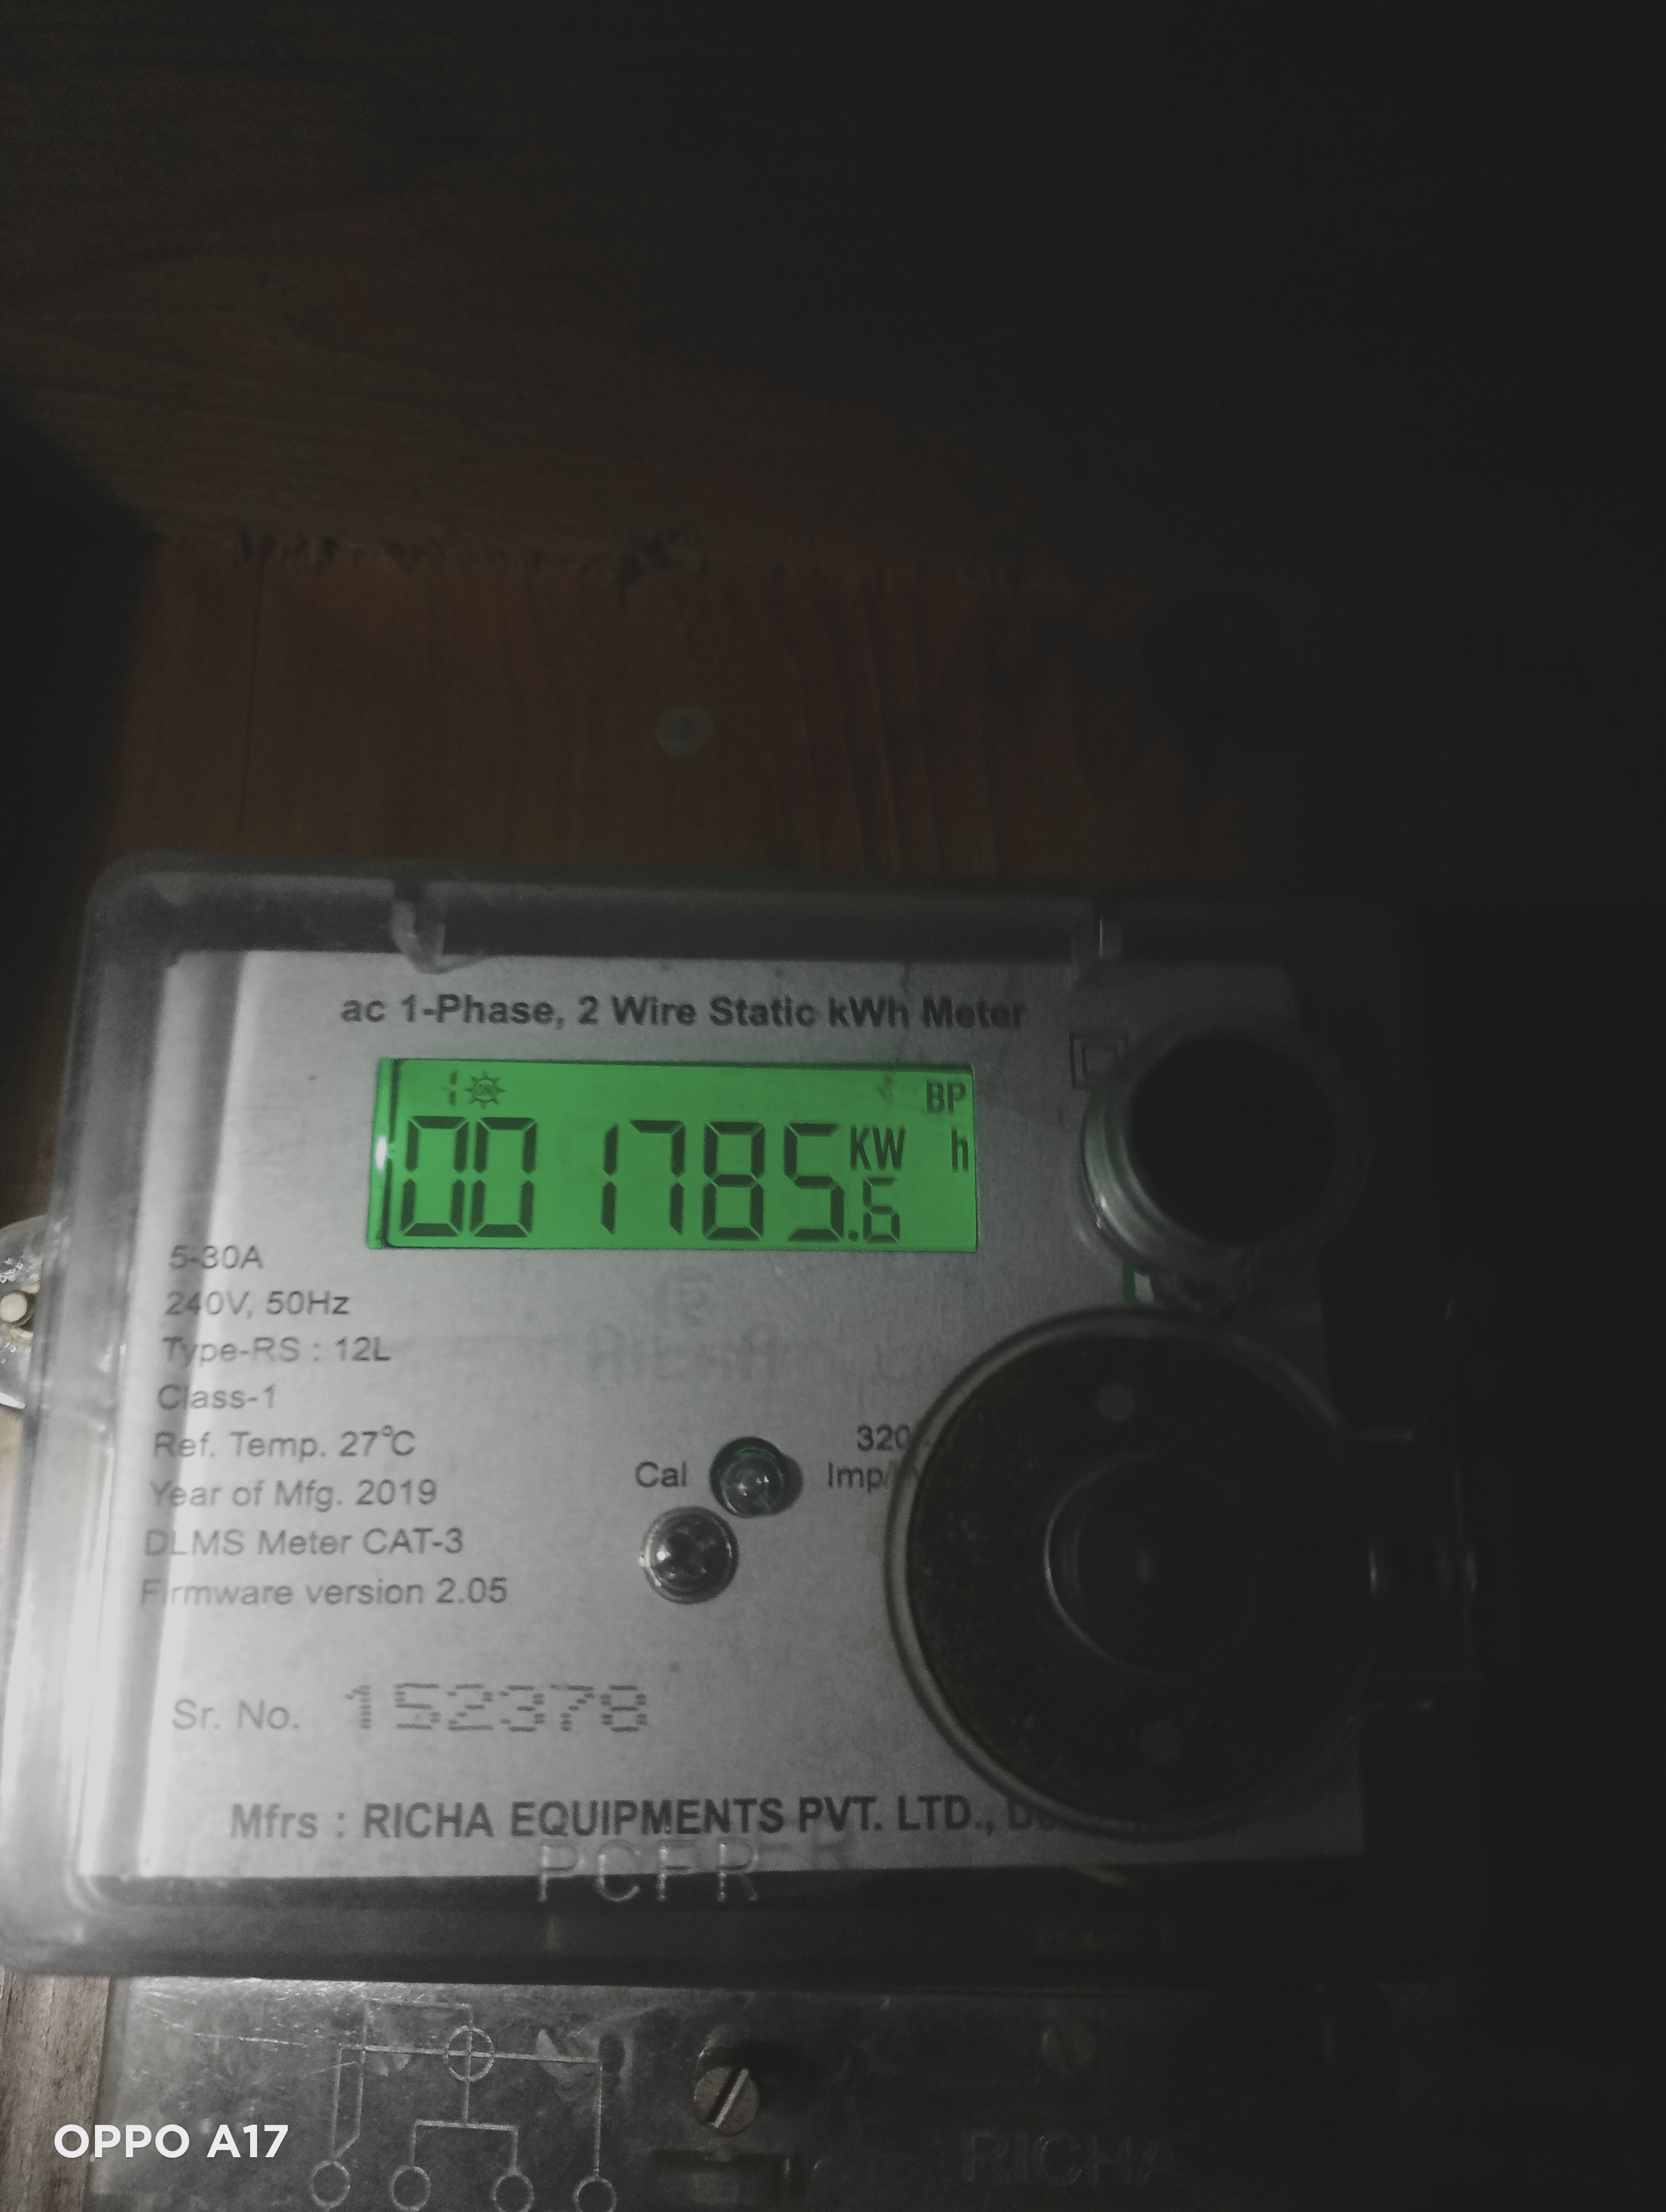 ac 1-Phase, 2 Wire Static kWh Meter
1 BP
001785.6 KW h
5-30A
240V, 50Hz
Type-RS : 12L
Class-1
Ref. Temp. 27°C
Year of Mfg. 2019
DLMS Meter CAT-3
Firmware version 2.05
320
Cal Imp/
Sr. No. 152378
Mfrs : RICHA EQUIPMENTS PVT. LTD.,
RICHA
OPPO A17